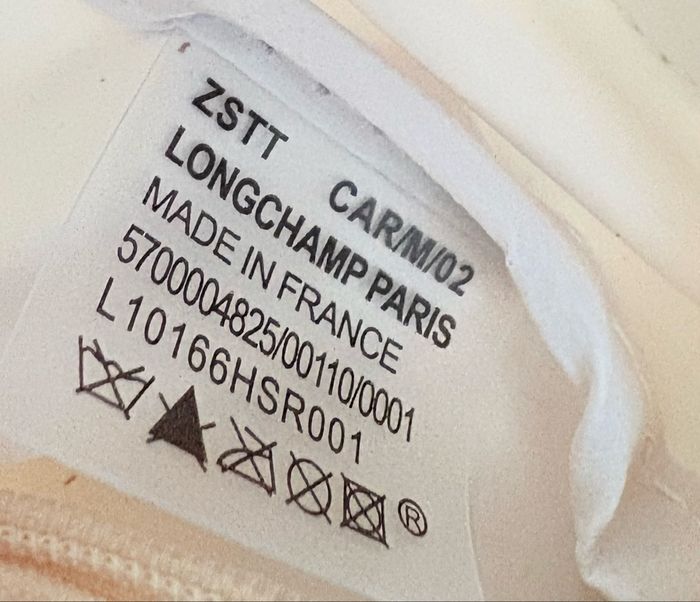 ZSTT CAR/M/02
LONGCHAMP PARIS
MADE IN FRANCE
5700004825/00110/0001
L10166HSR001
®